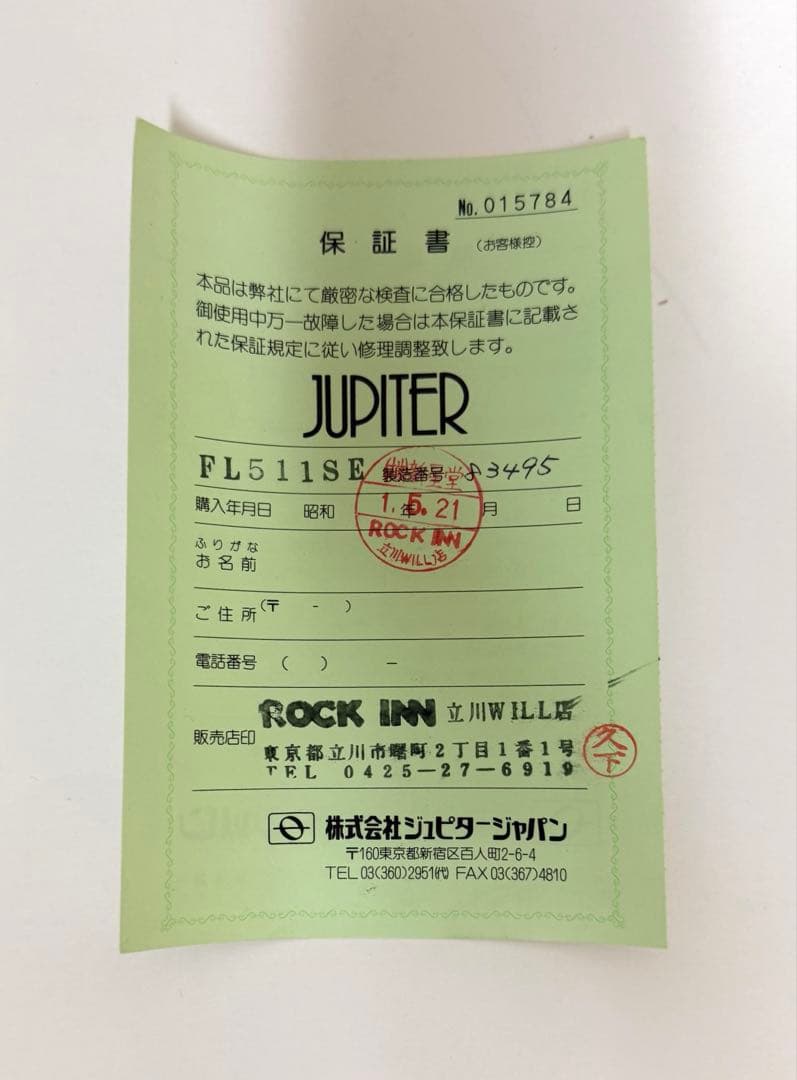 No.015784
保証書 (お客様控)
本品は弊社にて厳密な検査に合格したものです。
御使用中万一故障した場合は本保証書に記載さ
れた保証規定に従い修理調整致します。
JUPITER
FL511SE 製造番号 83495
購入年月日 昭和 年 月 日
1. 5. 21
ROCK INN
立川WILL店
ふりがな
お名前
ご住所 (〒 - )
電話番号 ( ) -
販売店印
ROCK INN 立川WILL店
東京都立川市曙町2丁目1番1号
TEL 0425-27-6919
久下
株式会社ジュピタージャパン
〒160東京都新宿区百人町2-6-4
TEL 03(360)2951㈹ FAX 03(367)4810